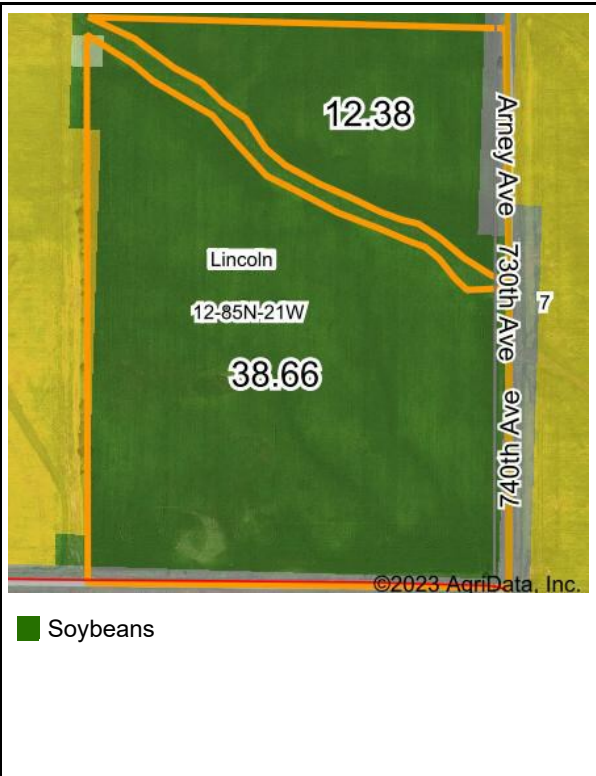 12.38
Arney Ave
Lincoln
730th Ave
12-85N-21W
7
38.66
740th Ave
©2023 AgriData, Inc.
Soybeans